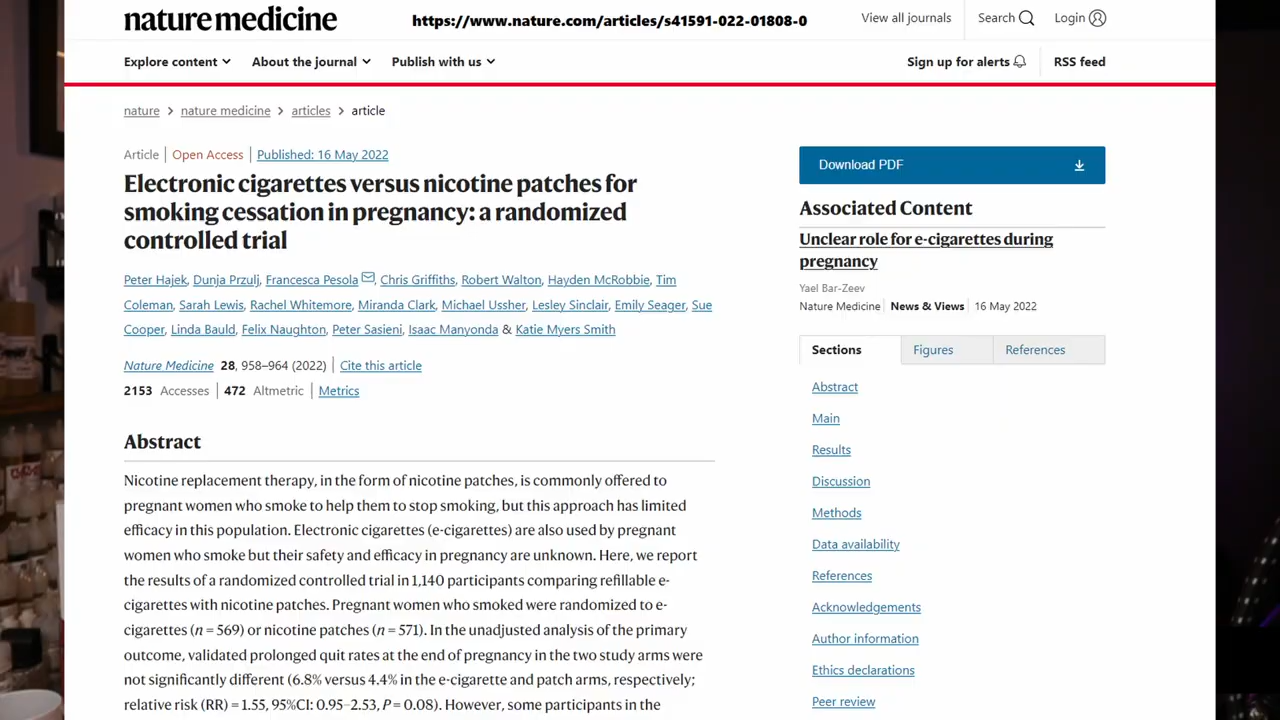 nature medicine
https://www.nature.com/articles/s41591-022-01808-0
View all journals
Search
Login
Explore content
About the journal
Publish with us
Sign up for alerts
RSS feed
nature > nature medicine > articles > article
Article | Open Access | Published: 16 May 2022
Electronic cigarettes versus nicotine patches for
smoking cessation in pregnancy: a randomized
controlled trial
Peter Hajek, Dunja Przulj, Francesca Pesola, Chris Griffiths, Robert Walton, Hayden McRobbie, Tim
Coleman, Sarah Lewis, Rachel Whitmore, Miranda Clark, Michael Ussher, Lesley Sinclair, Emily Seager, Sue
Cooper, Linda Bauld, Felix Naughton, Peter Sasieni, Isaac Manyonda & Katie Myers Smith
Nature Medicine 28, 958–964 (2022) | Cite this article
2153 Accesses | 472 Altmetric | Metrics
Abstract
Nicotine replacement therapy, in the form of nicotine patches, is commonly offered to
pregnant women who smoke to help them to stop smoking, but this approach has limited
efficacy in this population. Electronic cigarettes (e-cigarettes) are also used by pregnant
women who smoke but their safety and efficacy in pregnancy are unknown. Here, we report
the results of a randomized controlled trial in 1,140 participants comparing refillable e-
cigarettes with nicotine patches. Pregnant women who smoked were randomized to e-
cigarettes (n = 569) or nicotine patches (n = 571). In the unadjusted analysis of the primary
outcome, validated prolonged quit rates at the end of pregnancy in the two study arms were
not significantly different (6.8% versus 4.4% in the e-cigarette and patch arms, respectively;
relative risk (RR) = 1.55, 95%CI: 0.95–2.53, P = 0.08). However, some participants in the
Download PDF
Associated Content
Unclear role for e-cigarettes during
pregnancy
Yael Bar-Zeev
Nature Medicine | News & Views | 16 May 2022
Sections
Figures
References
Abstract
Main
Results
Discussion
Methods
Data availability
References
Acknowledgements
Author information
Ethics declarations
Peer review